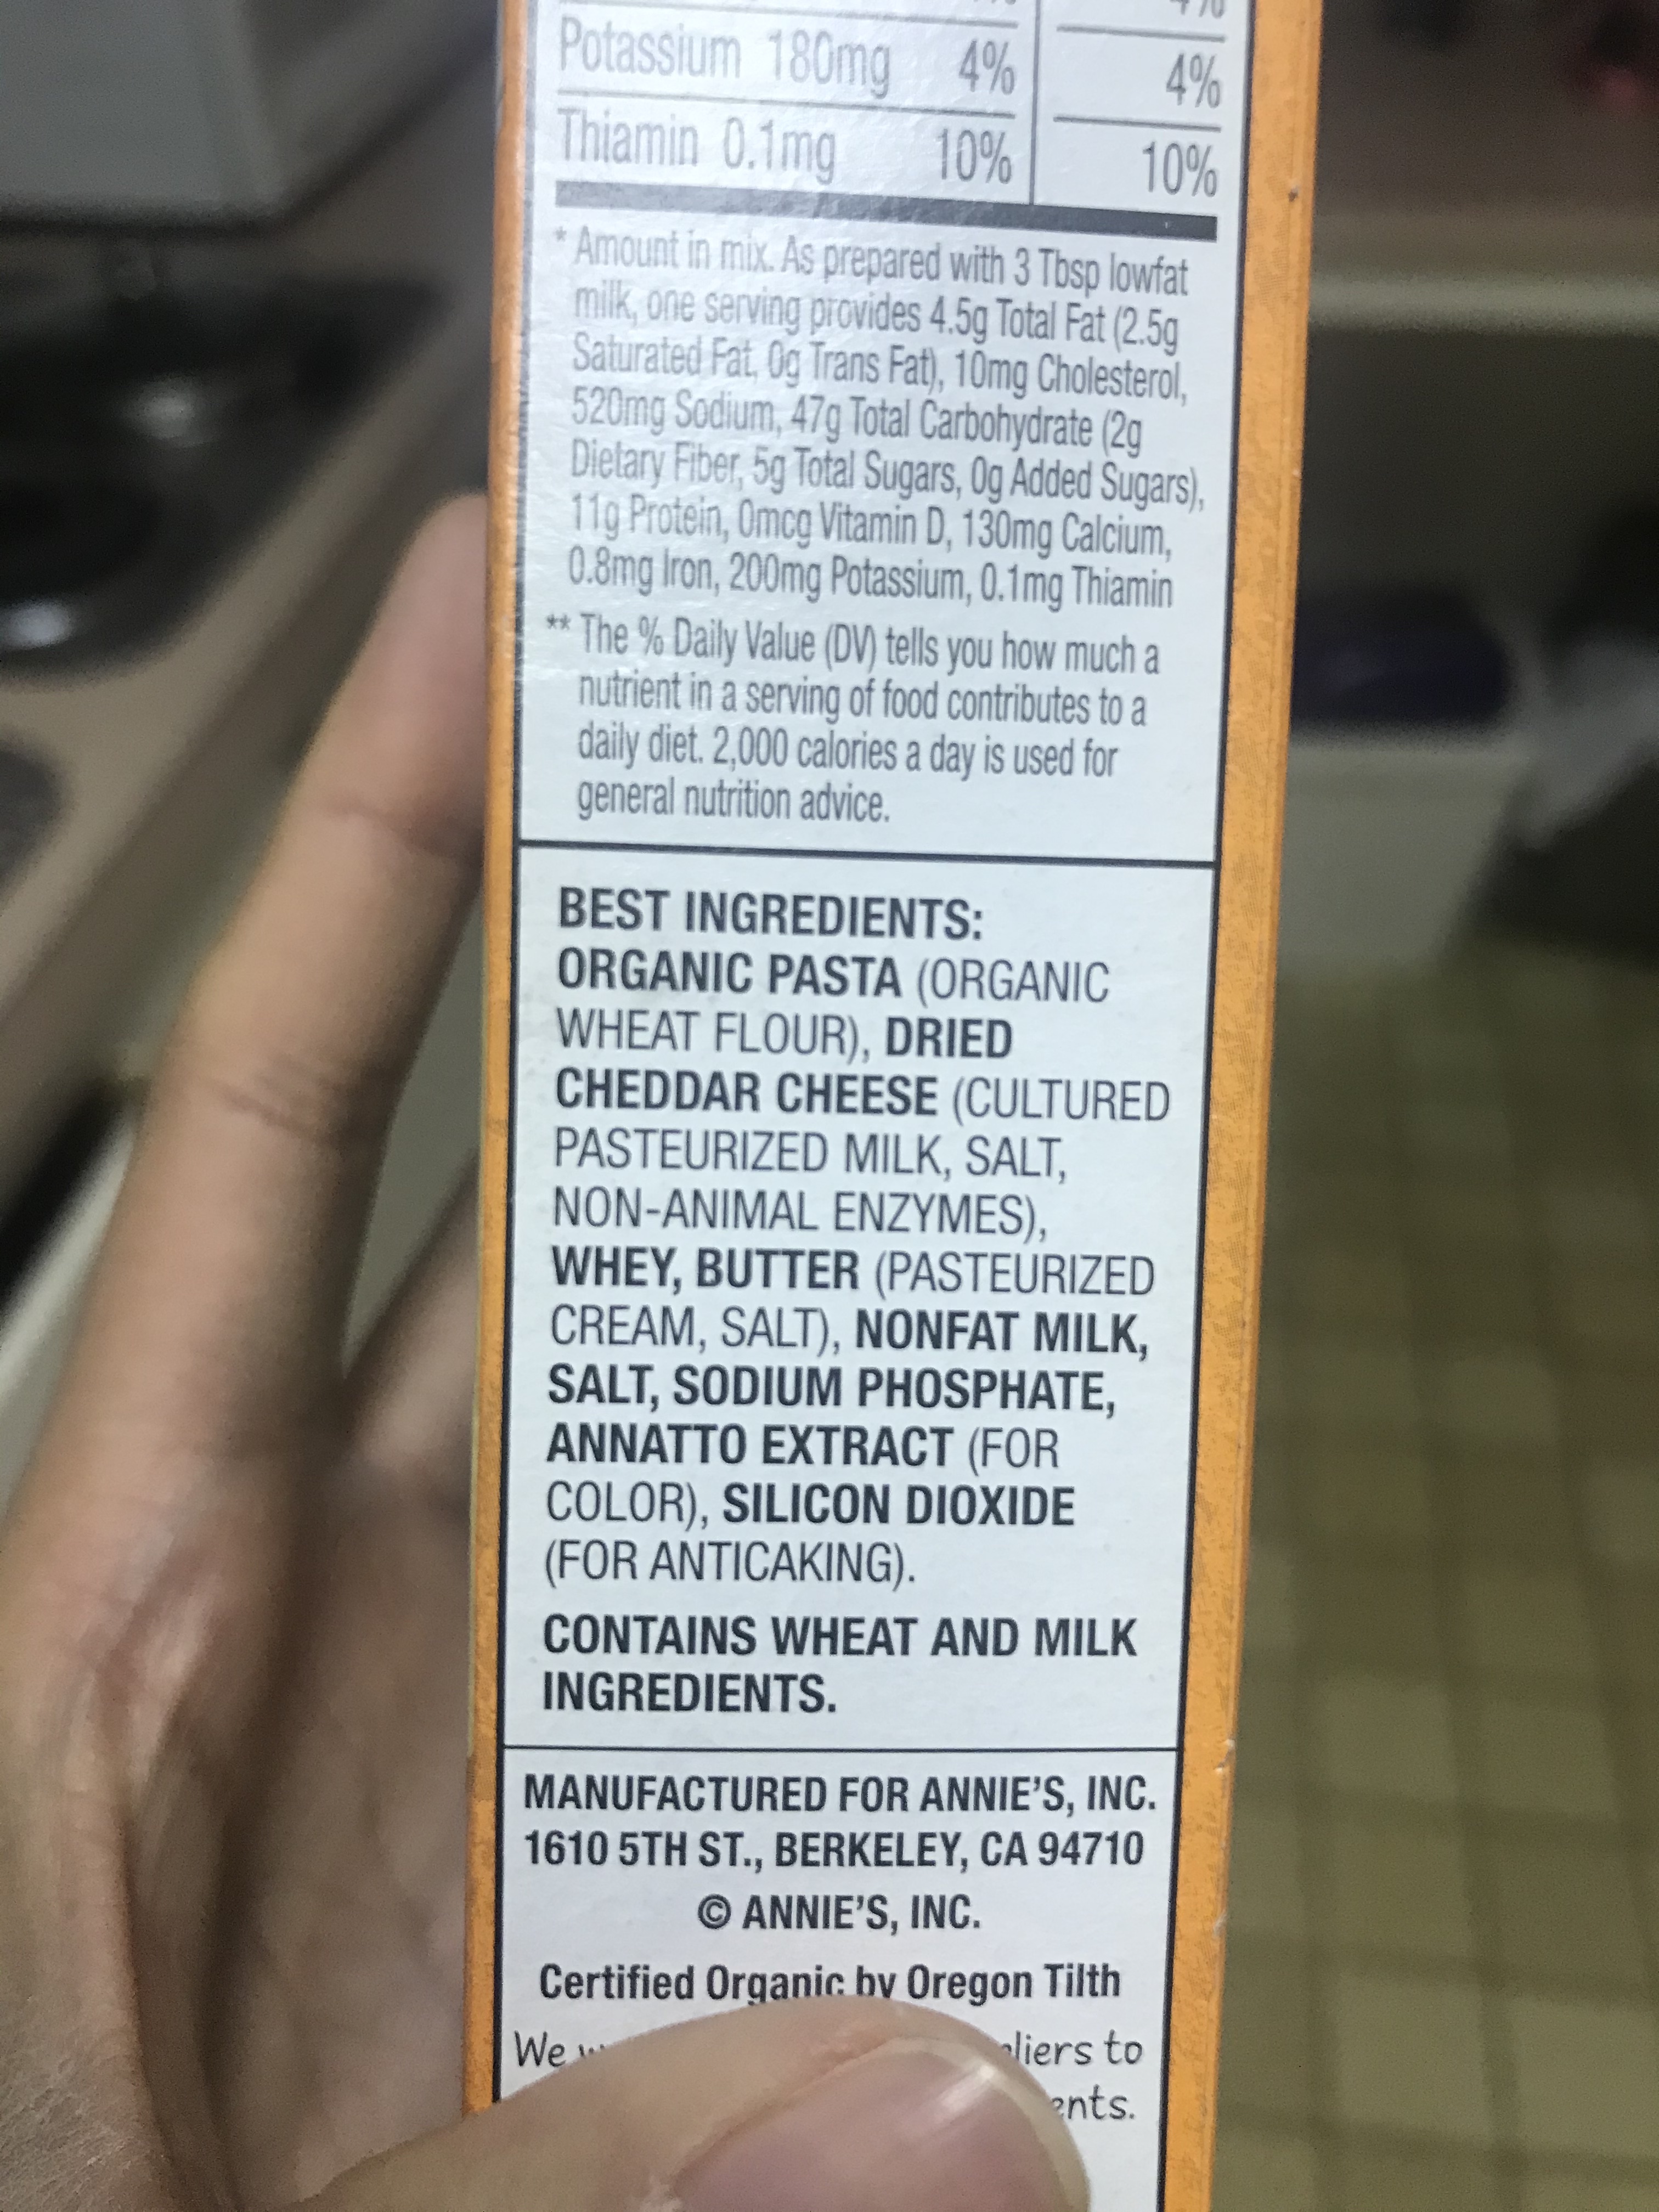 Potassium 180mg 4% 4%
Thiamin 0.1mg 10% 10%
* Amount in mix. As prepared with 3 Tbsp lowfat
milk, one serving provides 4.5g Total Fat (2.5g
Saturated Fat, 0g Trans Fat), 10mg Cholesterol,
520mg Sodium, 47g Total Carbohydrate (2g
Dietary Fiber, 5g Total Sugars, 0g Added Sugars),
11g Protein, 0mcg Vitamin D, 130mg Calcium,
0.8mg Iron, 200mg Potassium, 0.1mg Thiamin
** The % Daily Value (DV) tells you how much a
nutrient in a serving of food contributes to a
daily diet. 2,000 calories a day is used for
general nutrition advice.
BEST INGREDIENTS:
ORGANIC PASTA (ORGANIC
WHEAT FLOUR), DRIED
CHEDDAR CHEESE (CULTURED
PASTEURIZED MILK, SALT,
NON-ANIMAL ENZYMES),
WHEY, BUTTER (PASTEURIZED
CREAM, SALT), NONFAT MILK,
SALT, SODIUM PHOSPHATE,
ANNATTO EXTRACT (FOR
COLOR), SILICON DIOXIDE
(FOR ANTICAKING).
CONTAINS WHEAT AND MILK
INGREDIENTS.
MANUFACTURED FOR ANNIE'S, INC.
1610 5TH ST., BERKELEY, CA 94710
© ANNIE'S, INC.
Certified Organic by Oregon Tilth
We to